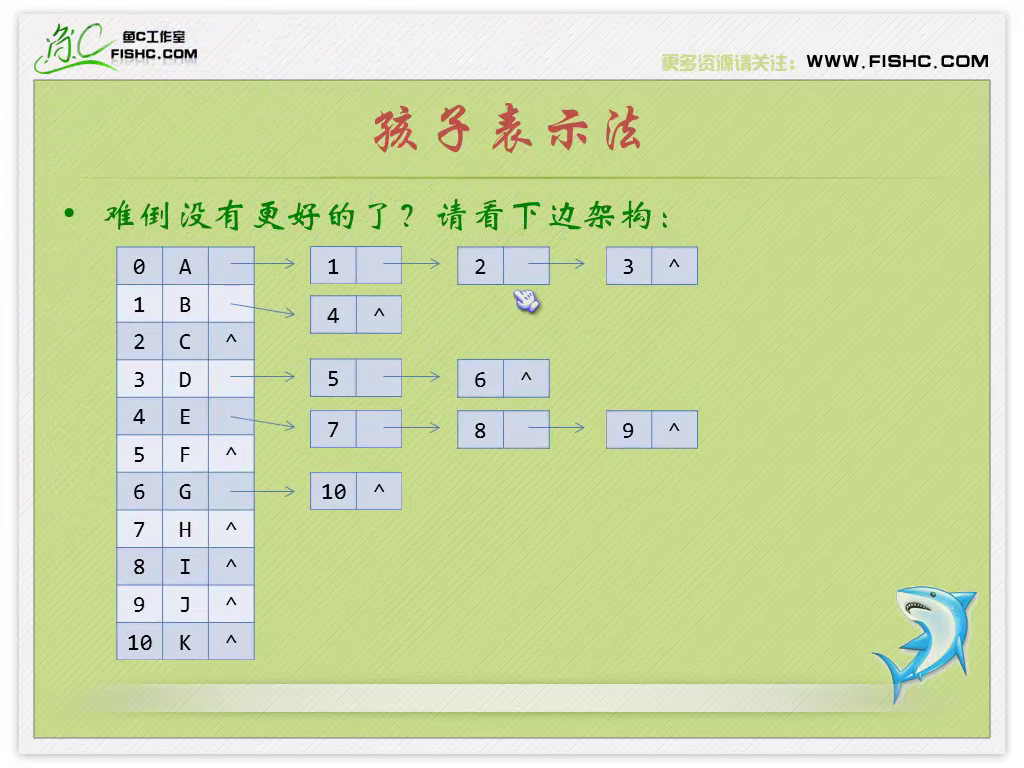 鱼C工作室
FISHC.COM
更多资源请关注： WWW.FISHC.COM
孩子表示法
• 难倒没有更好的了？请看下边架构：
0 A 1 2 3 ^
1 B 4 ^
2 C ^
3 D 5 6 ^
4 E 7 8 9 ^
5 F ^
6 G 10 ^
7 H ^
8 I ^
9 J ^
10 K ^